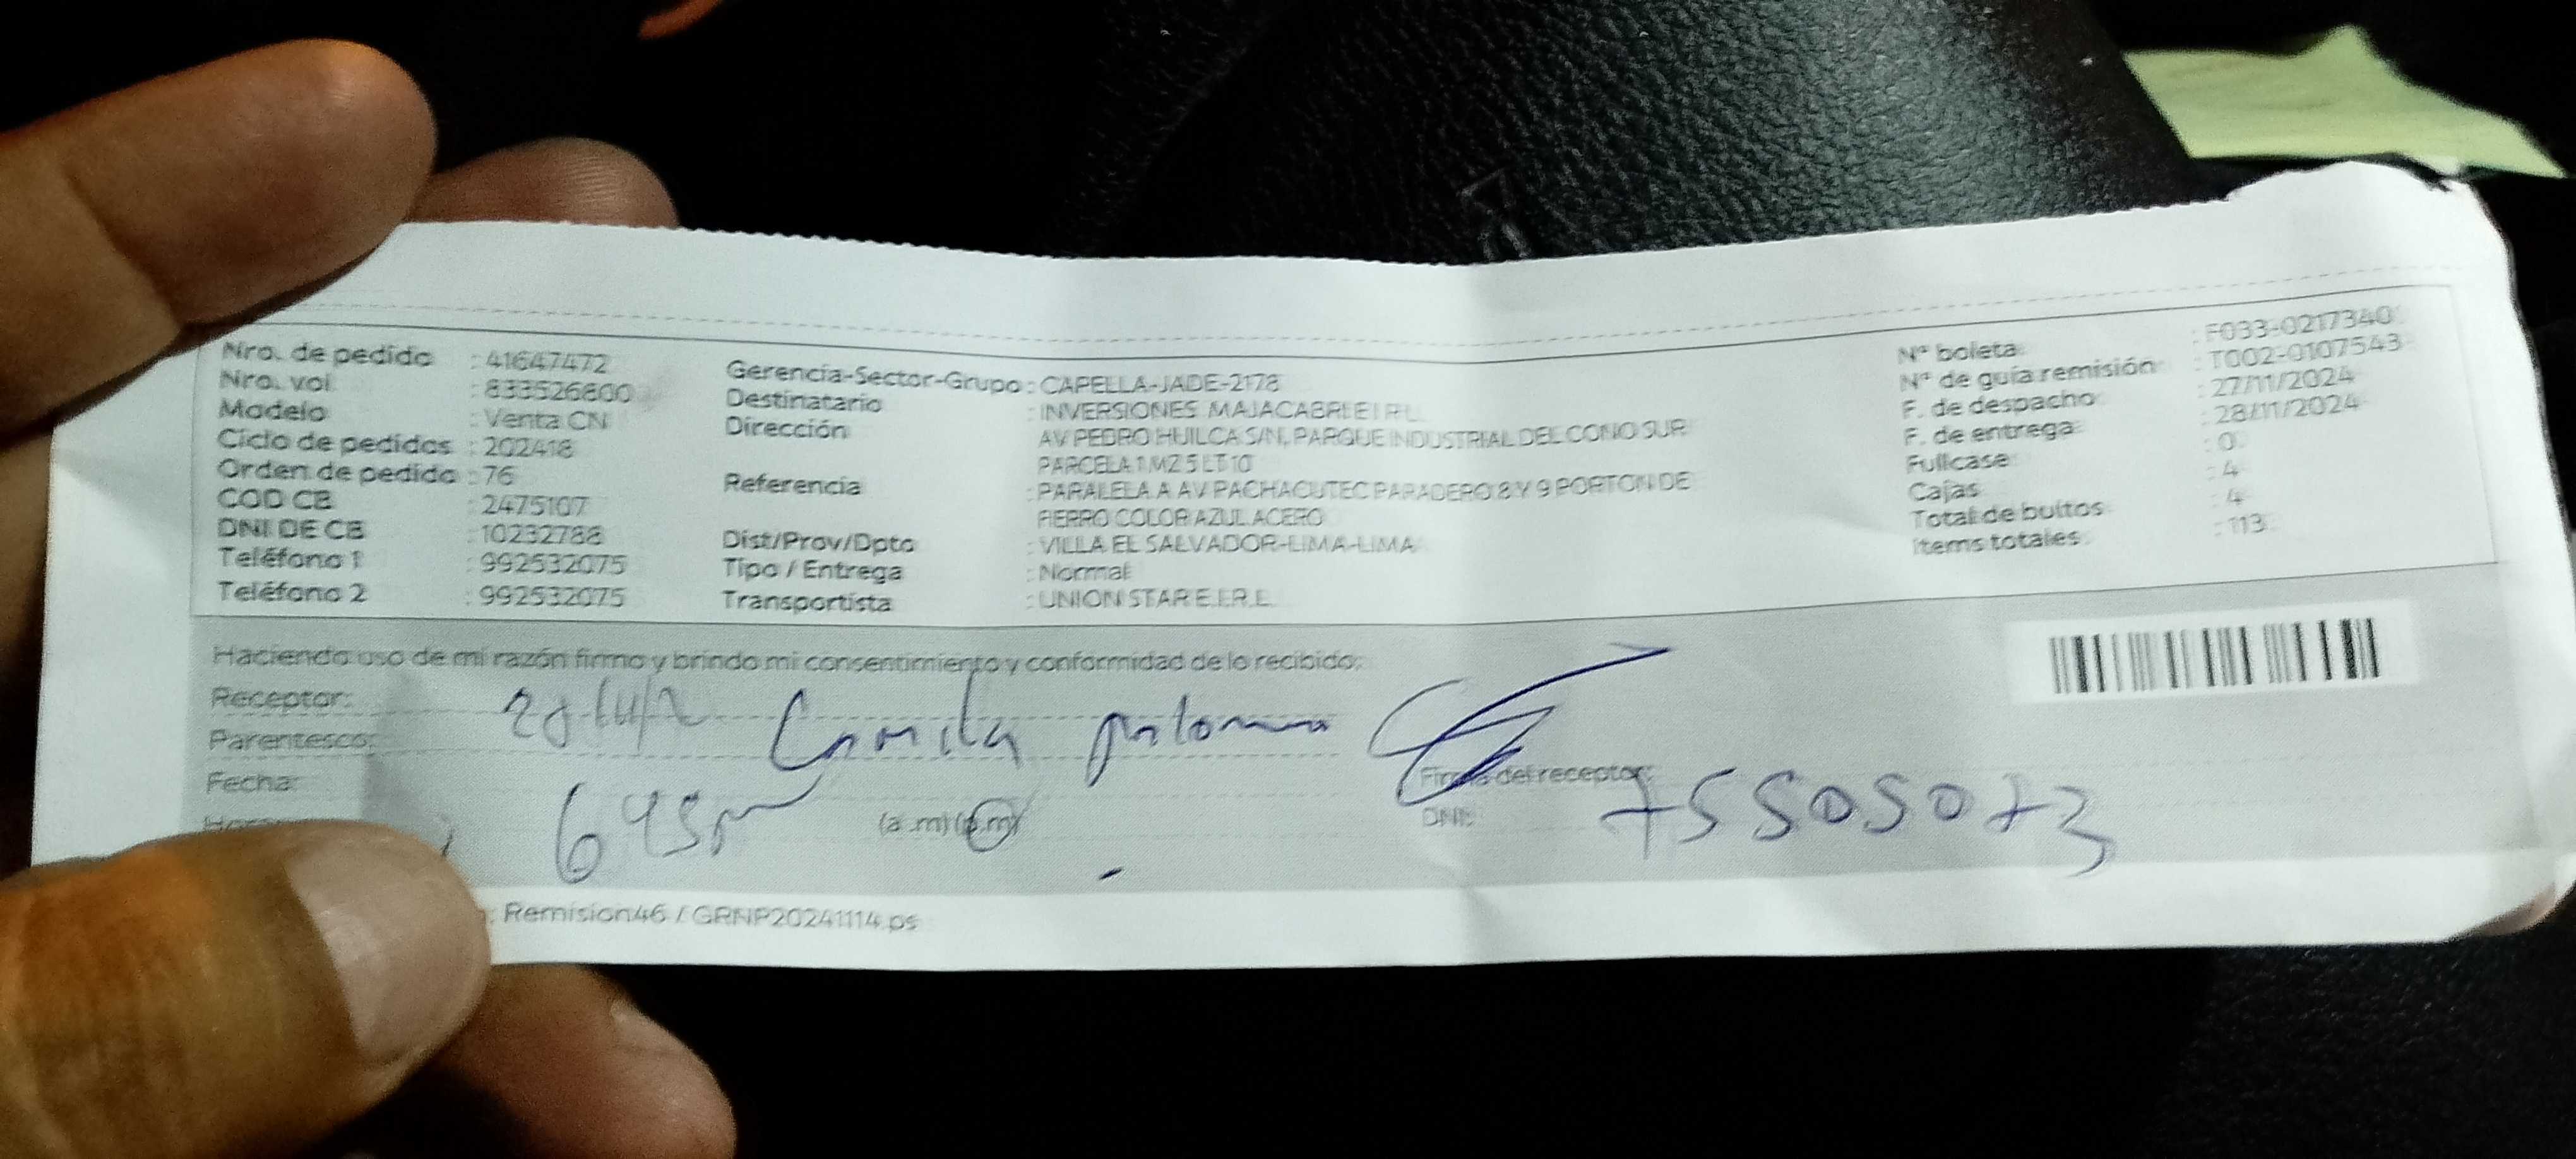 Nro. de pedido : 41647472
Nro. vol : 833526800
Modelo : Venta CN
Ciclo de pedidos : 202418
Orden de pedido : 76
COD CB : 2475107
DNI DE CB : 10232788
Teléfono 1 : 992532075
Teléfono 2 : 992532075
Gerencia-Sector-Grupo : CAPELLA-JADE-2178
Destinatario : INVERSIONES MAJACABRI E I R L
Dirección AV PEDRO HUILCA S/N, PARQUE INDUSTRIAL DEL CONO SUR
PARCELA 1 MZ 5 LT 10
Referencia : PARALELA A AV PACHACUTEC PARADERO 8 Y 9 PORTON DE
FIERRO COLOR AZUL ACERO
Dist/Prov/Dpto : VILLA EL SALVADOR-LIMA-LIMA
Tipo / Entrega : Normal
Transportista : UNION STAR E.I.R.L.
N° boleta : F033-0217340
N° de guía remisión : T002-0107543
F. de despacho : 27/11/2024
F. de entrega : 28/11/2024
Fullcase : 0
Cajas : 4
Total de bultos : 4
Items totales : 113
Haciendo uso de mi razón firmo y brindo mi consentimiento y conformidad de lo recibido:
Receptor: Camila paloma
Parentesco:
Fecha:
Firma del receptor:
645pm (a .m) (p.m)
DNI: 75505073
: Remision46 / GRNP20241114.ps